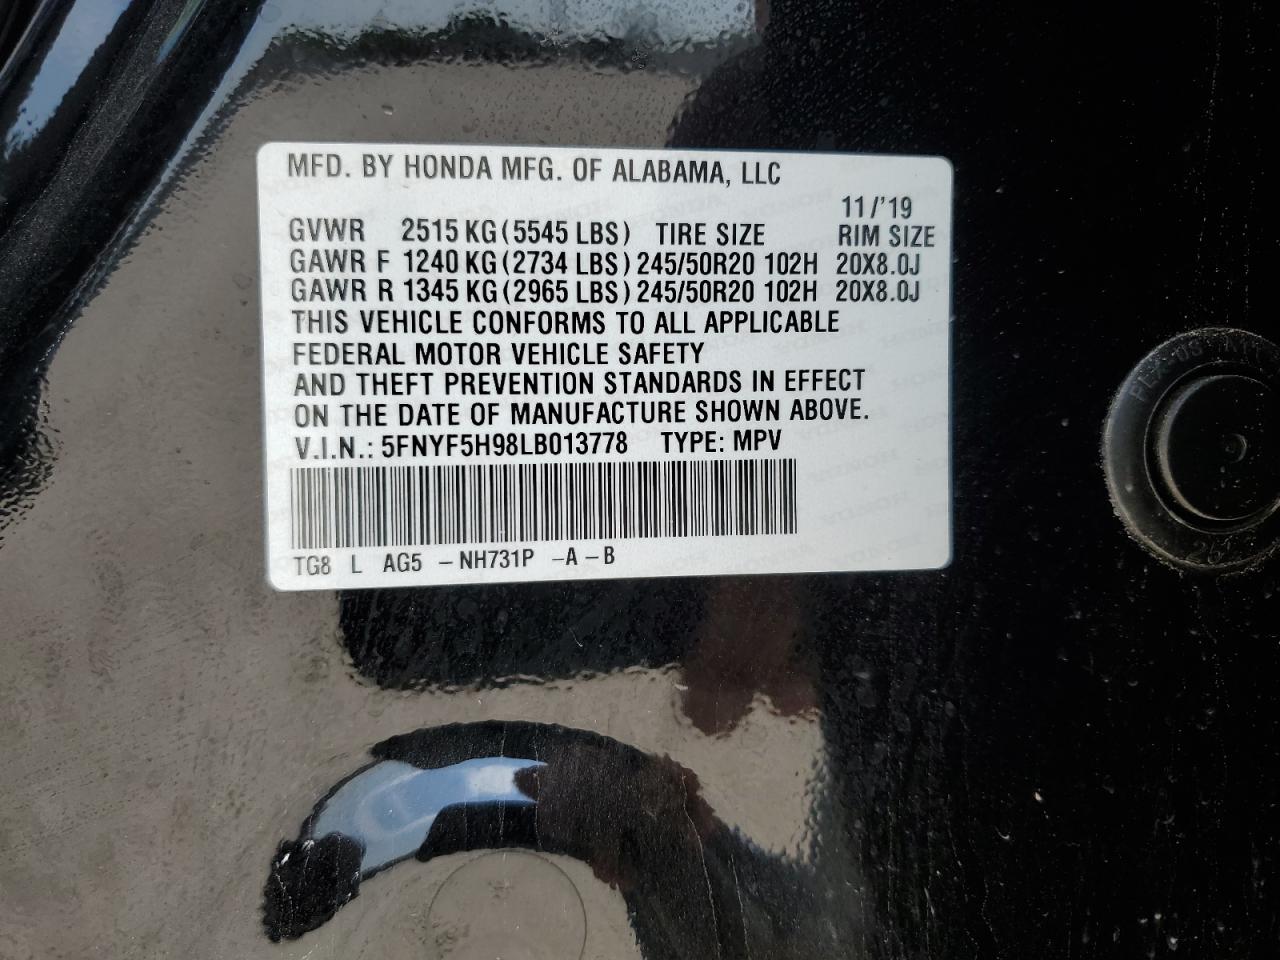 MFD. BY HONDA MFG. OF ALABAMA, LLC
11/'19
GVWR 2515 KG (5545 LBS) TIRE SIZE RIM SIZE
GAWR F 1240 KG (2734 LBS) 245/50R20 102H 20X8.0J
GAWR R 1345 KG (2965 LBS) 245/50R20 102H 20X8.0J
THIS VEHICLE CONFORMS TO ALL APPLICABLE
FEDERAL MOTOR VEHICLE SAFETY
AND THEFT PREVENTION STANDARDS IN EFFECT
ON THE DATE OF MANUFACTURE SHOWN ABOVE.
V.I.N.: 5FNYF5H98LB013778 TYPE: MPV
TG8 L AG5 -NH731P -A -B